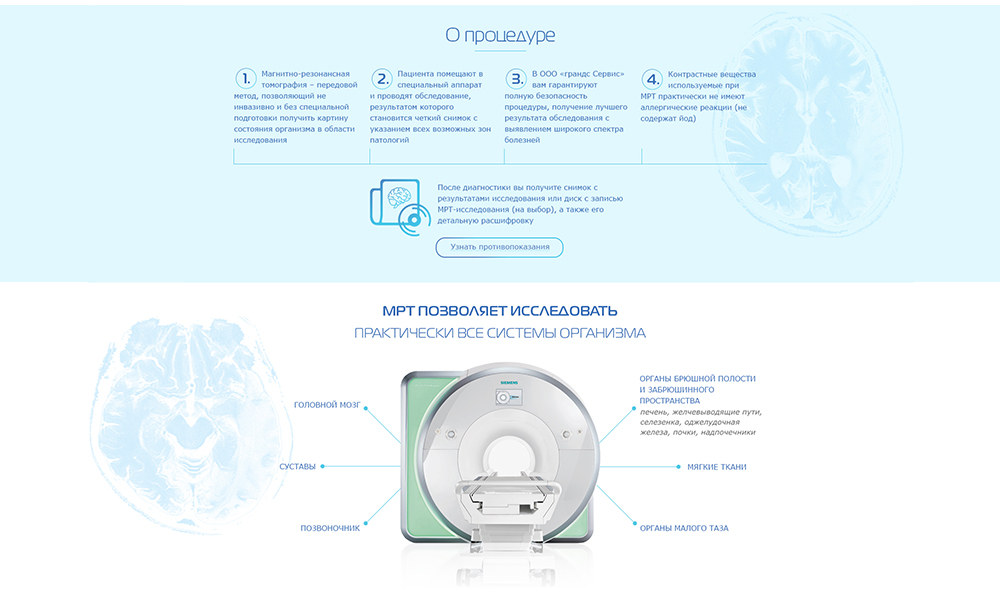 О процедуре
1. Магнитно-резонансная
томография – передовой
метод, позволяющий не
инвазивно и без специальной
подготовки получить картину
состояния организма в области
исследования
2. Пациента помещают в
специальный аппарат
и проводят обследование,
результатом которого
становится четкий снимок с
указанием всех возможных зон
патологий
3. В ООО «грандс Сервис»
вам гарантируют
полную безопасность
процедуры, получение лучшего
результата обследования с
выявлением широкого спектра
болезней
4. Контрастные вещества
используемые при
МРТ практически не имеют
аллергические реакции (не
содержат йод)
После диагностики вы получите снимок с
результатами исследования или диск с записью
МРТ-исследования (на выбор), а также его
детальную расшифровку
Узнать противопоказания
МРТ ПОЗВОЛЯЕТ ИССЛЕДОВАТЬ
ПРАКТИЧЕСКИ ВСЕ СИСТЕМЫ ОРГАНИЗМА
ГОЛОВНОЙ МОЗГ
СУСТАВЫ
ПОЗВОНОЧНИК
SIEMENS
ОРГАНЫ БРЮШНОЙ ПОЛОСТИ
И ЗАБРЮШИННОГО
ПРОСТРАНСТВА
печень, желчевыводящие пути,
селезенка, оджелудочная
железа, почки, надпочечники
МЯГКИЕ ТКАНИ
ОРГАНЫ МАЛОГО ТАЗА